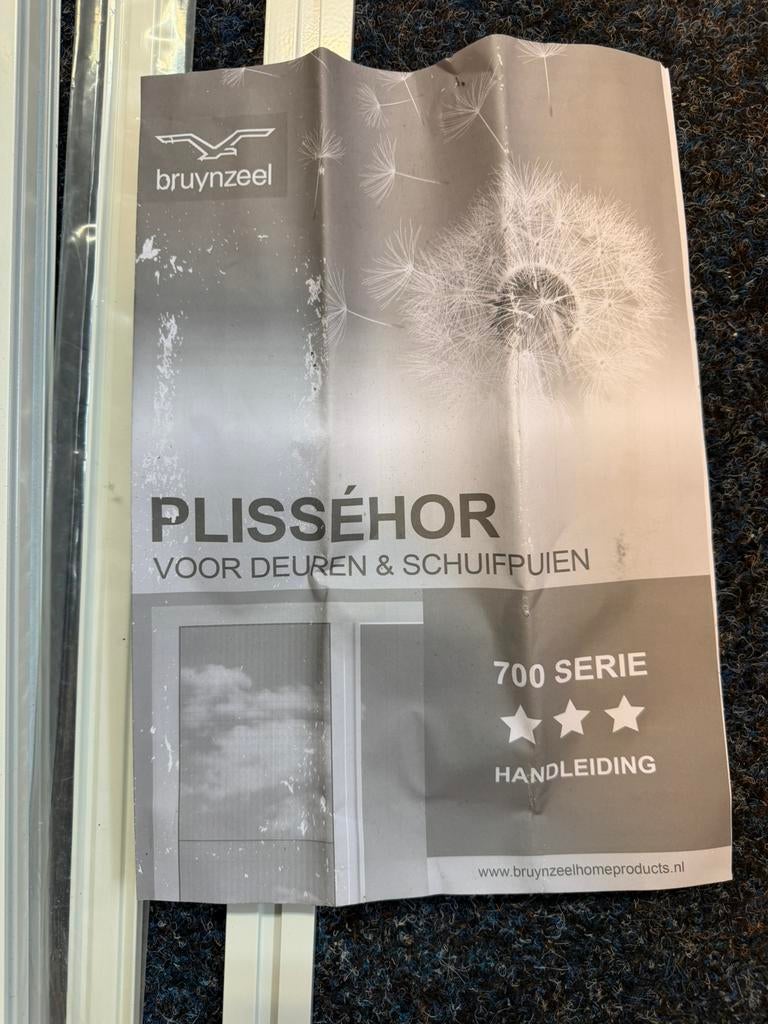 bruynzeel
PLISSÉHOR
VOOR DEUREN & SCHUIFPUIEN
700 SERIE
HANDLEIDING
www.bruynzeelhomeproducts.nl